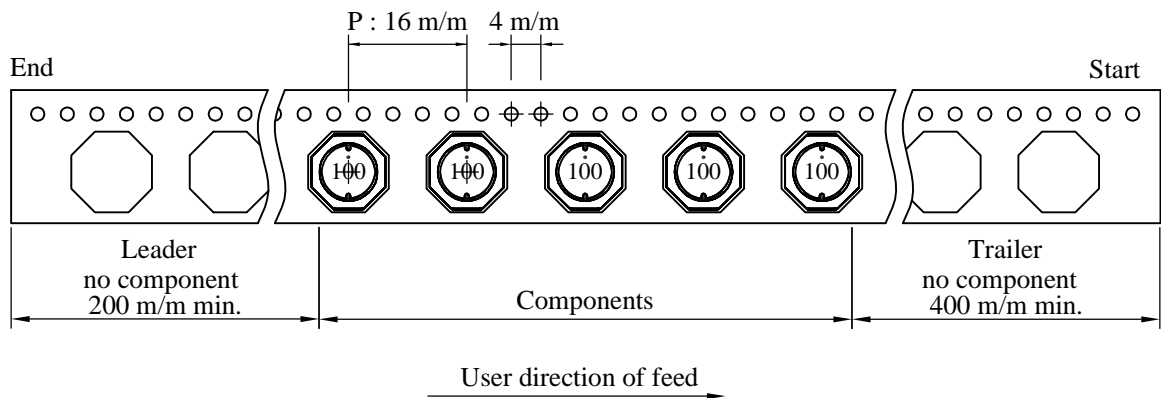 P : 16 m/m
4 m/m
End
Start
100
100
100
100
100
Leader
no component
200 m/m min.
Components
Trailer
no component
400 m/m min.
User direction of feed